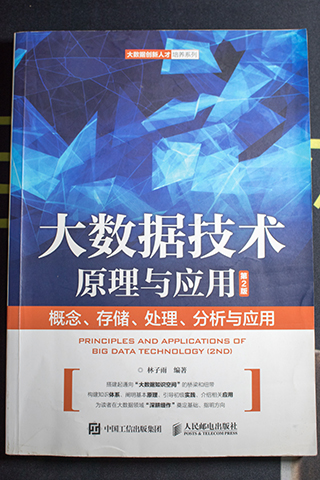 大数据创新人才培养系列
大数据技术
原理与应用 第2版
概念、存储、处理、分析与应用
PRINCIPLES AND APPLICATIONS OF
BIG DATA TECHNOLOGY (2ND)
林子雨 编著
搭建起通向“大数据知识空间”的桥梁和纽带
构建知识体系、阐明基本原理、引导初级实践、介绍相关应用
为读者在大数据领域“深耕细作”奠定基础、指明方向
中国工信出版集团
人民邮电出版社
POSTS & TELECOM PRESS